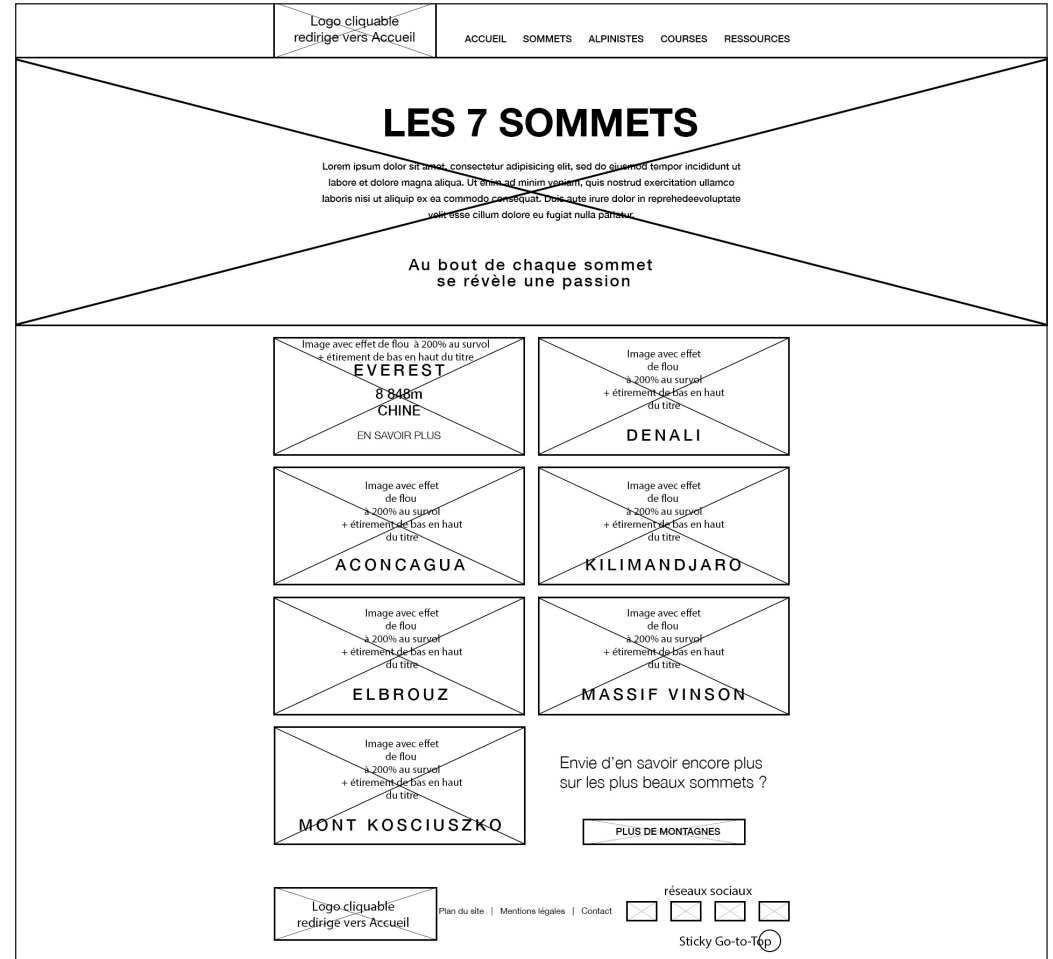 Logo cliquable
redirige vers Accueil
ACCUEIL SOMMETS ALPINISTES COURSES RESSOURCES
LES 7 SOMMETS
Lorem ipsum dolor sit amet, consectetur adipisicing elit, sed do eiusmod tempor incididunt ut
labore et dolore magna aliqua. Ut enim ad minim veniam, quis nostrud exercitation ullamco
laboris nisi ut aliquip ex ea commodo consequat. Duis aute irure dolor in reprehedeevoluptate
velit esse cillum dolore eu fugiat nulla pariatur.
Au bout de chaque sommet
se révèle une passion
Image avec effet de flou à 200% au survol
+ étirement de bas en haut du titre
EVEREST
8 848m
CHINE
EN SAVOIR PLUS
Image avec effet
de flou
à 200% au survol
+ étirement de bas en haut
du titre
DENALI
Image avec effet
de flou
à 200% au survol
+ étirement de bas en haut
du titre
ACONCAGUA
Image avec effet
de flou
à 200% au survol
+ étirement de bas en haut
du titre
KILIMANDJARO
Image avec effet
de flou
à 200% au survol
+ étirement de bas en haut
du titre
ELBROUZ
Image avec effet
de flou
à 200% au survol
+ étirement de bas en haut
du titre
MASSIF VINSON
Image avec effet
de flou
à 200% au survol
+ étirement de bas en haut
du titre
MONT KOSCIUSZKO
Envie d'en savoir encore plus
sur les plus beaux sommets ?
PLUS DE MONTAGNES
Logo cliquable
redirige vers Accueil
Plan du site | Mentions légales | Contact
réseaux sociaux
Sticky Go-to-Top